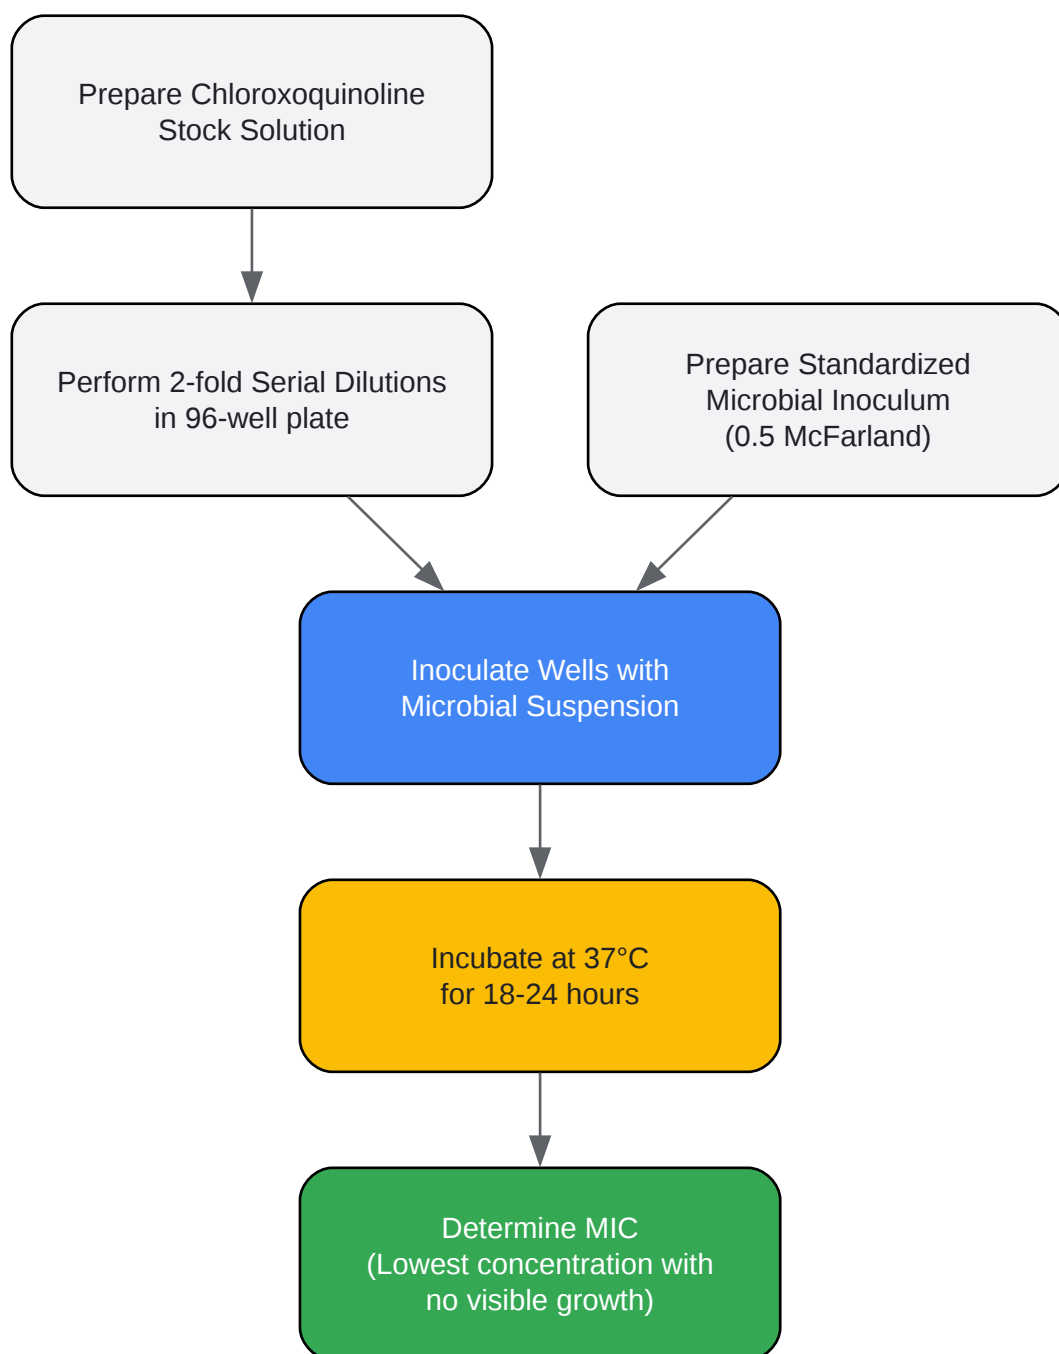 Prepare Chloroxoquinoline
Stock Solution
Perform 2-fold Serial Dilutions
in 96-well plate
Prepare Standardized
Microbial Inoculum
(0.5 McFarland)
Inoculate Wells with
Microbial Suspension
Incubate at 37°C
for 18-24 hours
Determine MIC
(Lowest concentration with
no visible growth)